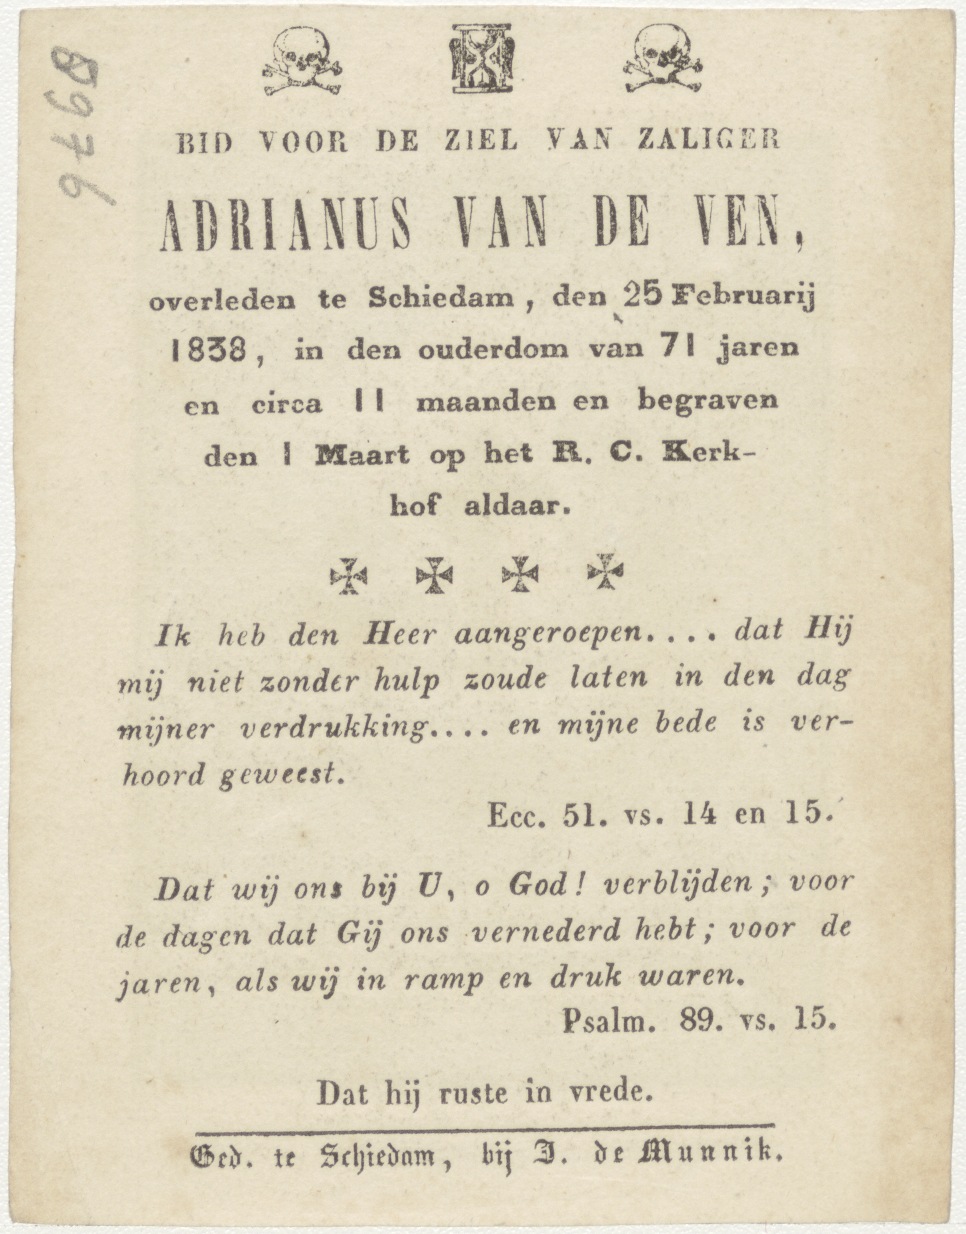 8976
BID VOOR DE ZIEL VAN ZALIGER
ADRIANUS VAN DE VEN,
overleden te Schiedam, den 25 Februarij
1838, in den ouderdom van 71 jaren
en circa 11 maanden en begraven
den 1 Maart op het R. C. Kerk-
hof aldaar.
Ik heb den Heer aangeroepen.... dat Hij
mij niet zonder hulp zoude laten in den dag
mijner verdrukking.... en mijne bede is ver-
hoord geweest.
Ecc. 51. vs. 14 en 15.
Dat wij ons bij U, o God! verblijden; voor
de dagen dat Gij ons vernederd hebt; voor de
jaren, als wij in ramp en druk waren.
Psalm. 89. vs. 15.
Dat hij ruste in vrede.
Ged. te Schiedam, bij J. de Munnik.